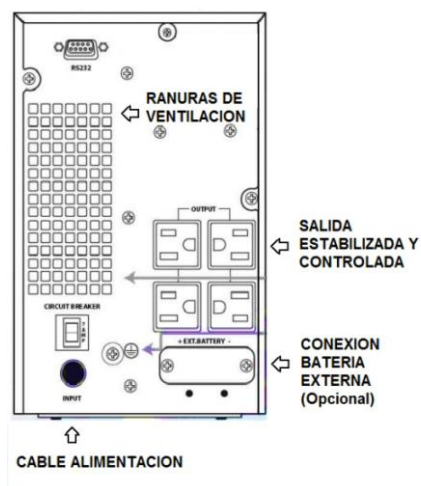 RS232
RANURAS DE
VENTILACION
OUTPUT
SALIDA
ESTABILIZADA Y
CONTROLADA
CIRCUIT BREAKER
+ EXT.BATTERY -
CONEXION
BATERIA
EXTERNA
(Opcional)
INPUT
CABLE ALIMENTACION